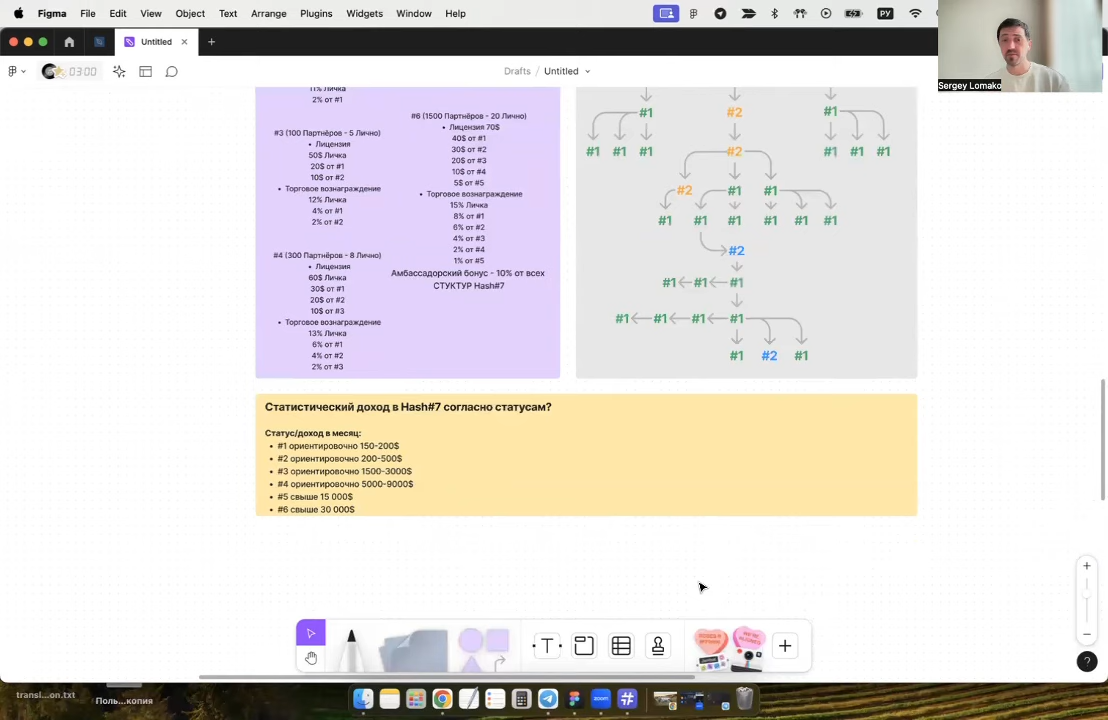 Figma File Edit View Object Text Arrange Plugins Widgets Window Help РУ
Untitled
03:00
Drafts Untitled
Sergey Lomako
11% Личка
2% от #1
#3 (100 Партнёров - 5 Лично)
• Лицензия
50$ Личка
20$ от #1
10$ от #2
• Торговое вознаграждение
12% Личка
4% от #1
2% от #2
#4 (300 Партнёров - 8 Лично)
• Лицензия
60$ Личка
30$ от #1
20$ от #2
10$ от #3
• Торговое вознаграждение
13% Личка
6% от #1
4% от #2
2% от #3
#6 (1500 Партнёров - 20 Лично)
• Лицензия 70$
40$ от #1
30$ от #2
20$ от #3
10$ от #4
5$ от #5
• Торговое вознаграждение
15% Личка
8% от #1
6% от #2
4% от #3
2% от #4
1% от #5
Амбассадорский бонус - 10% от всех
СТУКТУР Hash#7
#1 #2 #1
#1 #1 #1 #2 #1 #1 #1
#2 #1 #1
#1 #1 #1 #1 #1 #1
#2
#1 #1 #1
#1 #1 #1 #1
#1 #2 #1
Статистический доход в Hash#7 согласно статусам?
Статус/доход в месяц:
• #1 ориентировочно 150-200$
• #2 ориентировочно 200-500$
• #3 ориентировочно 1500-3000$
• #4 ориентировочно 5000-9000$
• #5 свыше 15 000$
• #6 свыше 30 000$
T
transl...on.txt
Поль...копия
zoom